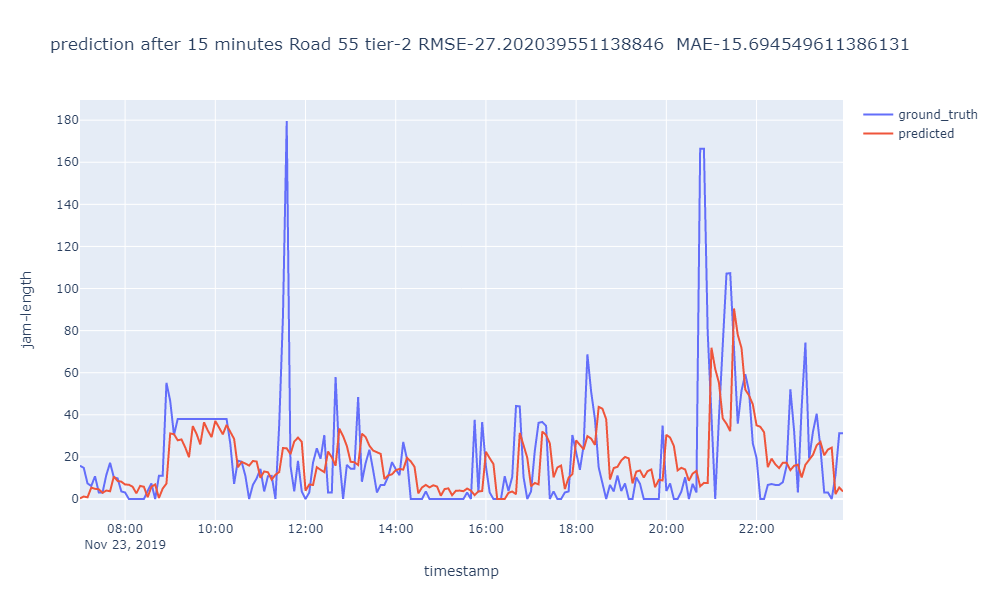 prediction after 15 minutes Road 55 tier-2 RMSE-27.202039551138846  MAE-15.694549611386131
ground_truth
predicted
180
160
140
120
100
80
60
40
20
0
jam-length
08:00 10:00 12:00 14:00 16:00 18:00 20:00 22:00
Nov 23, 2019
timestamp